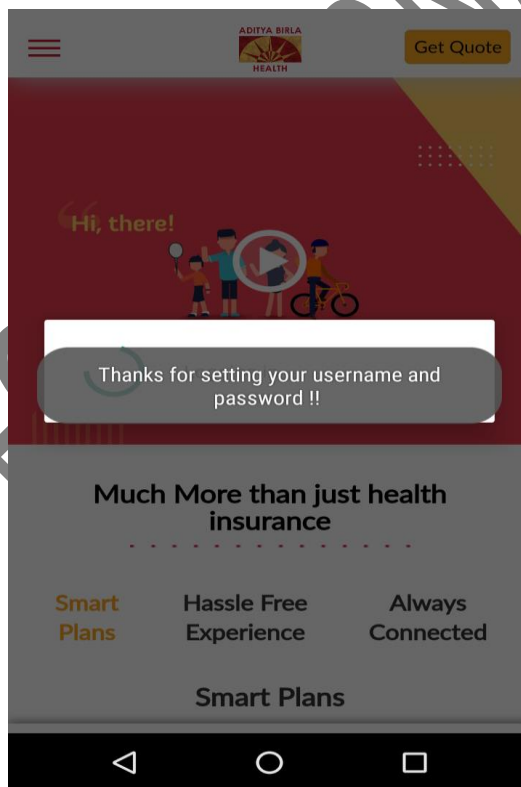 ADITYA BIRLA
HEALTH
Get Quote
Hi, there!
Thanks for setting your username and
password !!
Much More than just health
insurance
Smart
Plans
Hassle Free
Experience
Always
Connected
Smart Plans